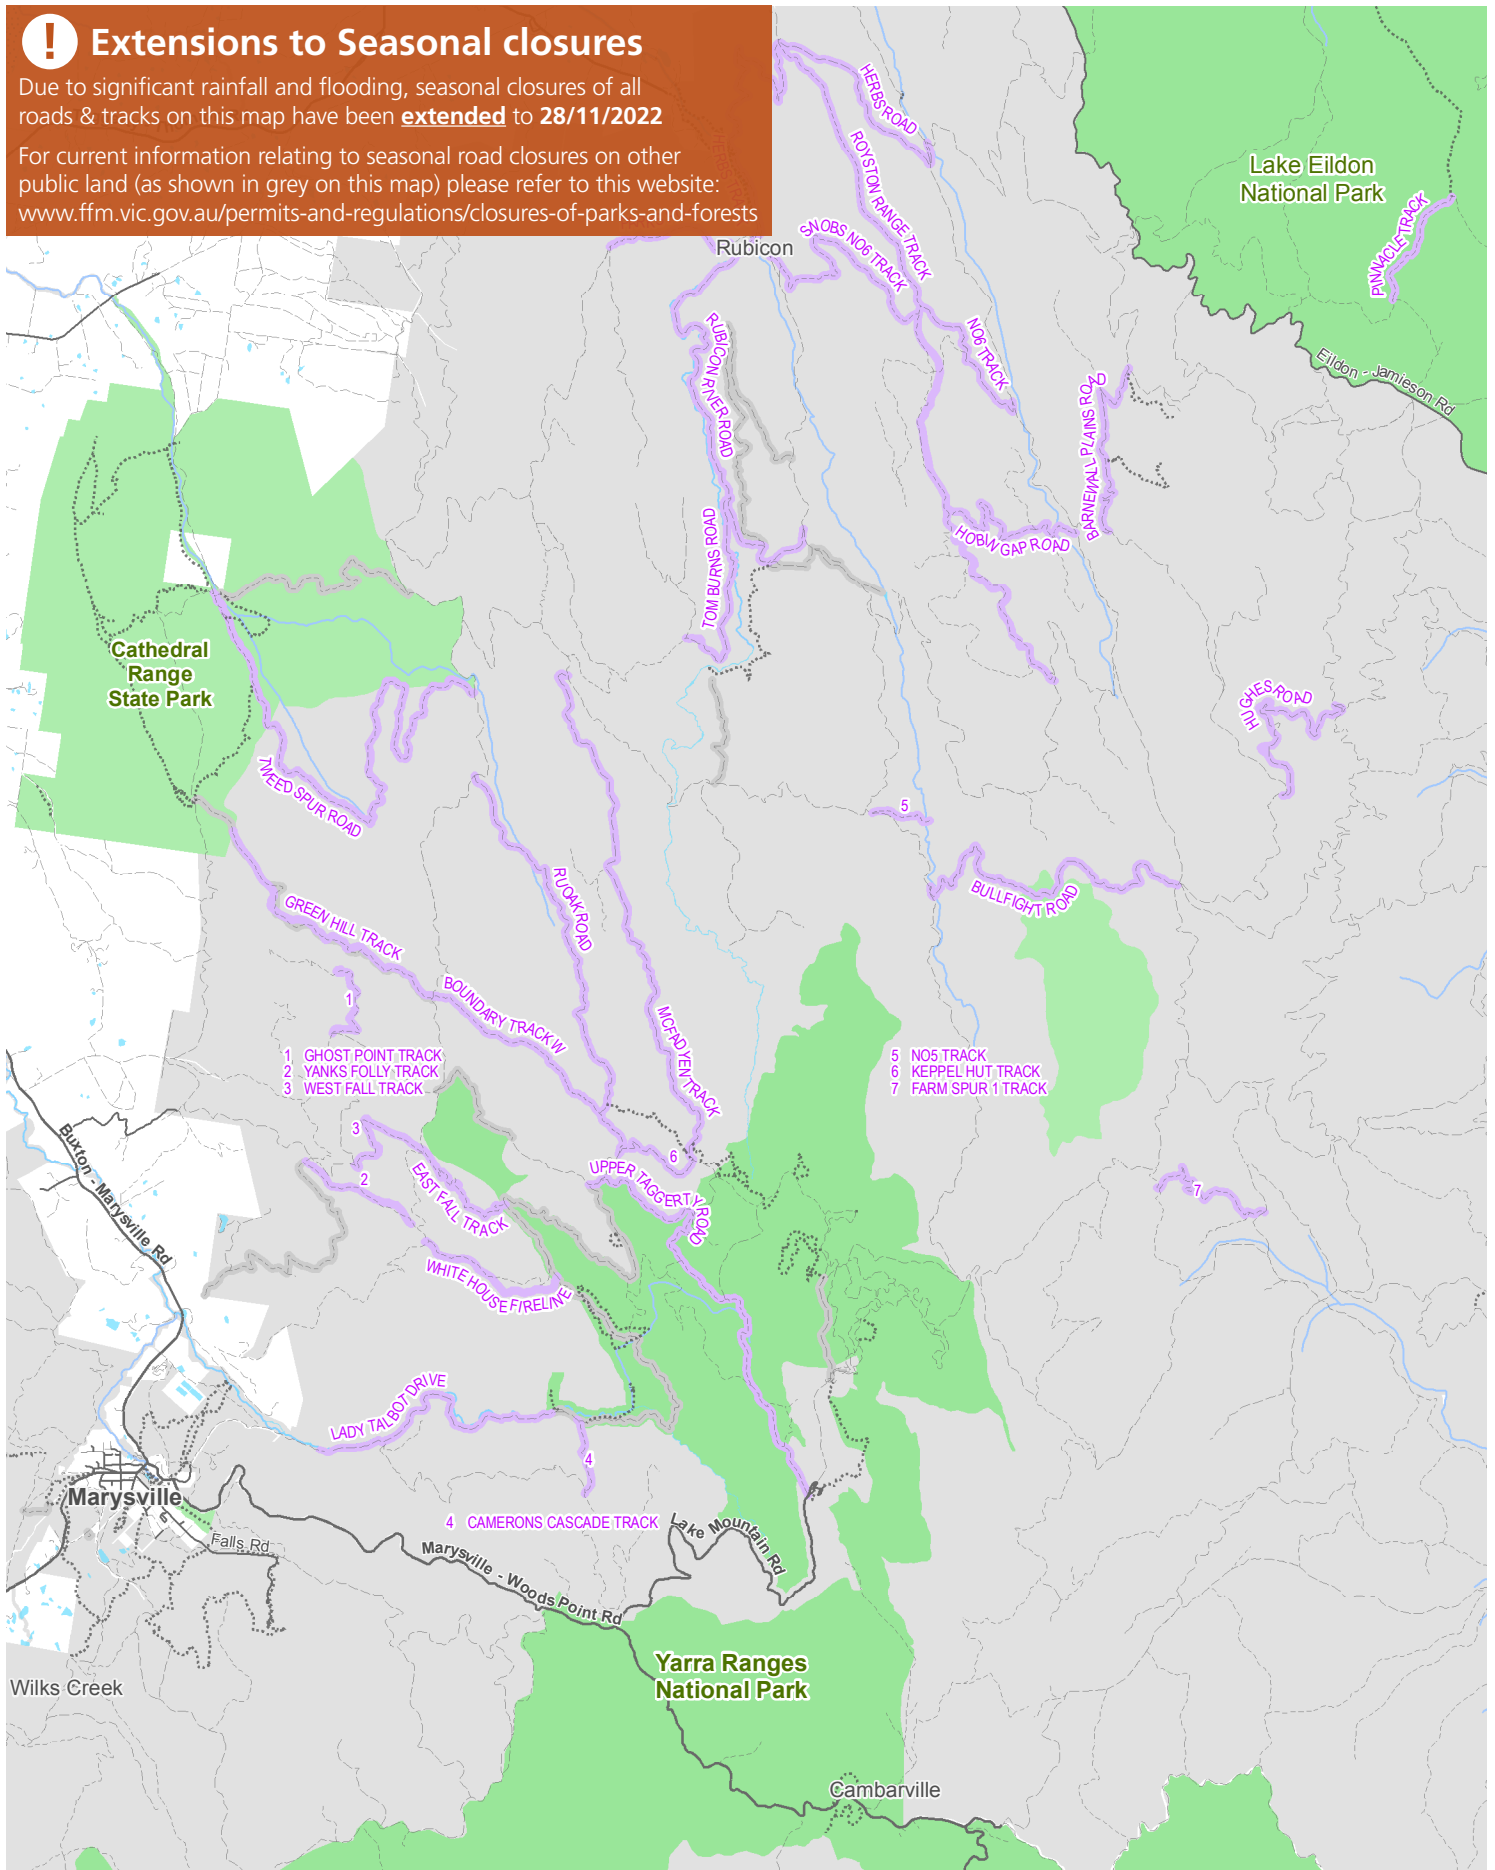 ! Extensions to Seasonal closures
Due to significant rainfall and flooding, seasonal closures of all
roads & tracks on this map have been extended to 28/11/2022
For current information relating to seasonal road closures on other
public land (as shown in grey on this map) please refer to this website:
www.ffm.vic.gov.au/permits-and-regulations/closures-of-parks-and-forests
HERBS ROAD
ROYSTON RANGE TRACK
Lake Eildon
National Park
PINNACLE TRACK
SNOBS NO6 TRACK
Rubicon
RUBICON RIVER ROAD
NO6 TRACK
Eildon - Jamieson Rd
BARNEWALL PLAINS ROAD
TOM BURNS ROAD
Cathedral
Range
State Park
HUGHES ROAD
TWEED SPUR ROAD
5
BULLFIGHT ROAD
RUOAK ROAD
GREEN HILL TRACK
BOUNDARY TRACK W
1
MCFADYEN TRACK
1 GHOST POINT TRACK
2 YANKS FOLLY TRACK
3 WEST FALL TRACK
5 NO5 TRACK
6 KEPPEL HUT TRACK
7 FARM SPUR 1 TRACK
3
6
2
EAST FALL TRACK
UPPER TAGGERTY ROAD
7
Buxton - Marysville Rd
WHITE HOUSE FIRELINE
LADY TALBOT DRIVE
4
Marysville
4 CAMERONS CASCADE TRACK
Lake Mountain Rd
Falls Rd
Marysville - Woods Point Rd
Wilks Creek
Yarra Ranges
National Park
Cambarville